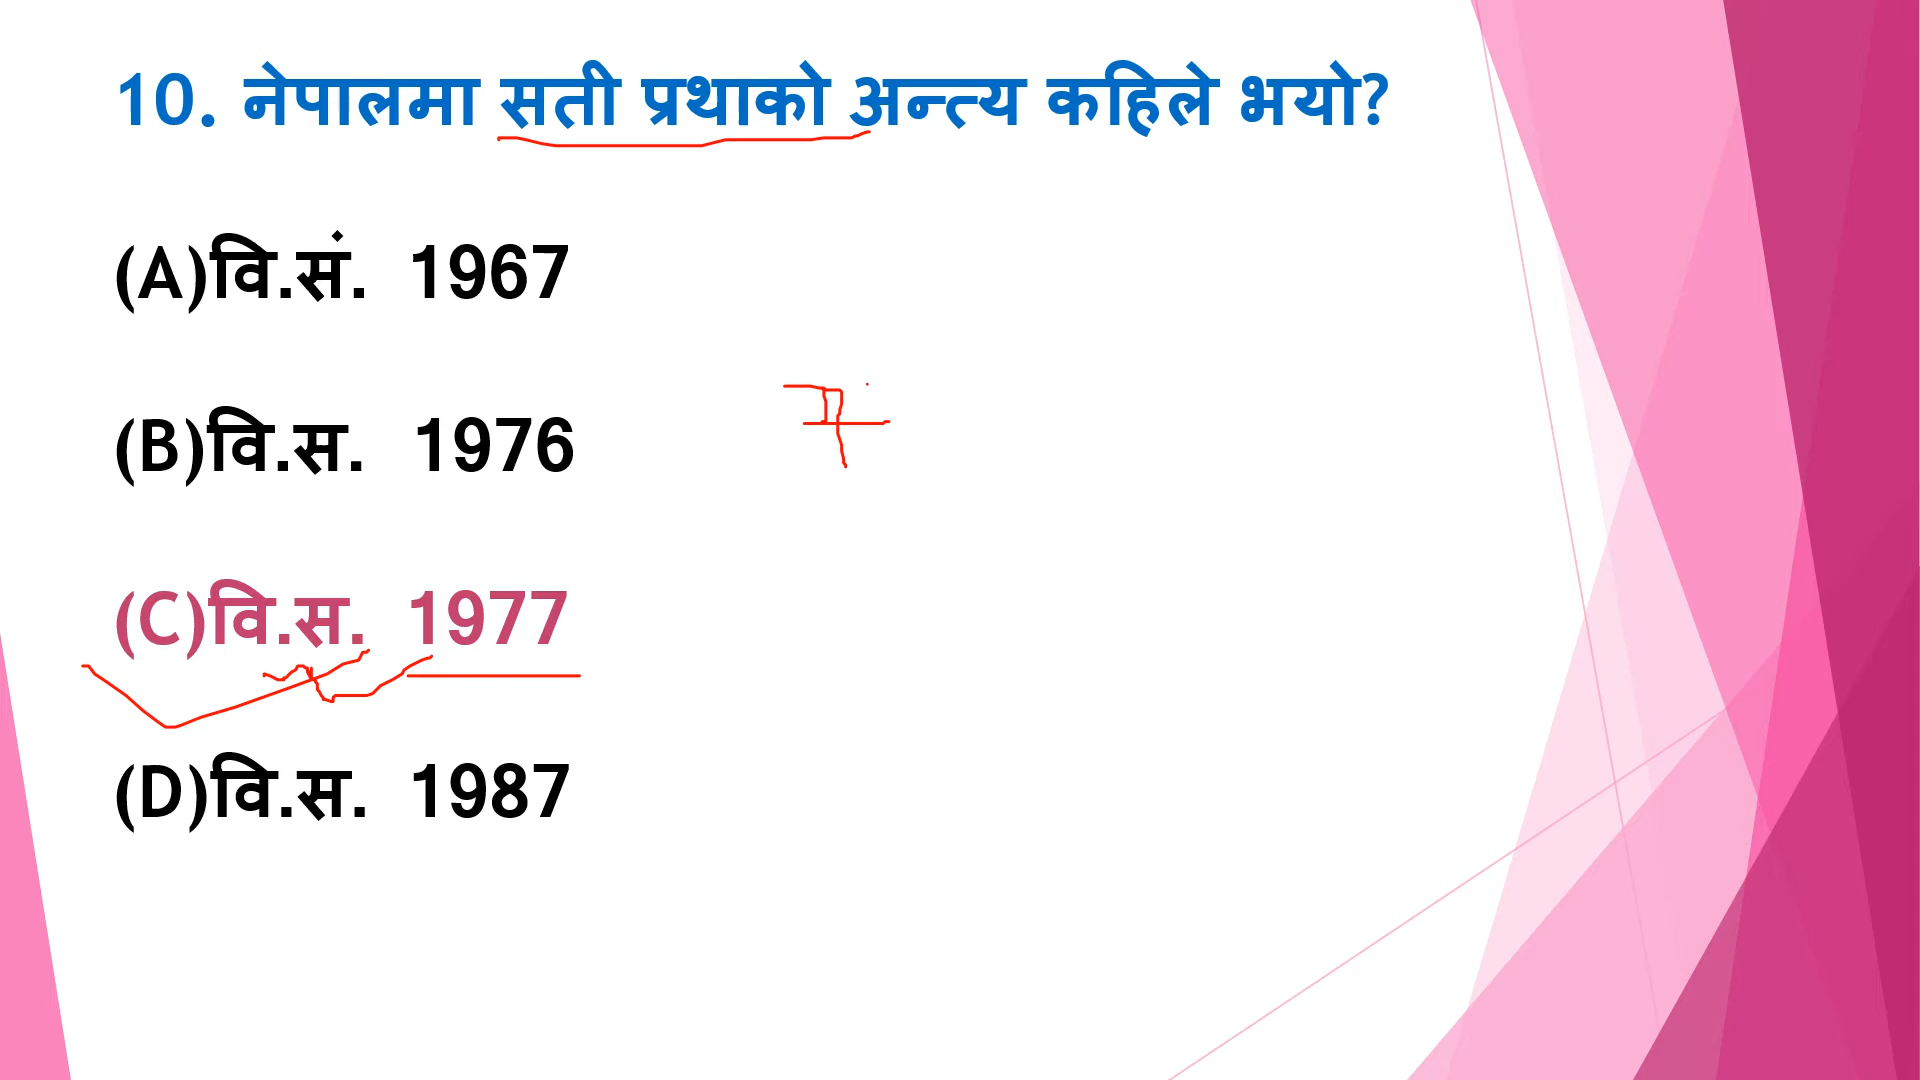 10. नेपालमा सती प्रथाको अन्त्य कहिले भयो?
(A)वि.सं. 1967
(B)वि.स. 1976
(C)वि.स. 1977
(D)वि.स. 1987